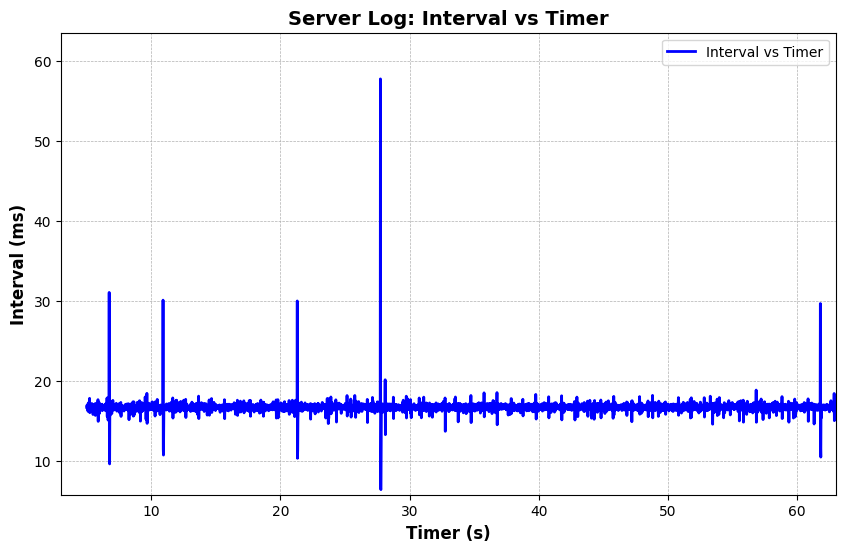 Server Log: Interval vs Timer
Interval vs Timer
Interval (ms)
60
50
40
30
20
10
10 20 30 40 50 60
Timer (s)